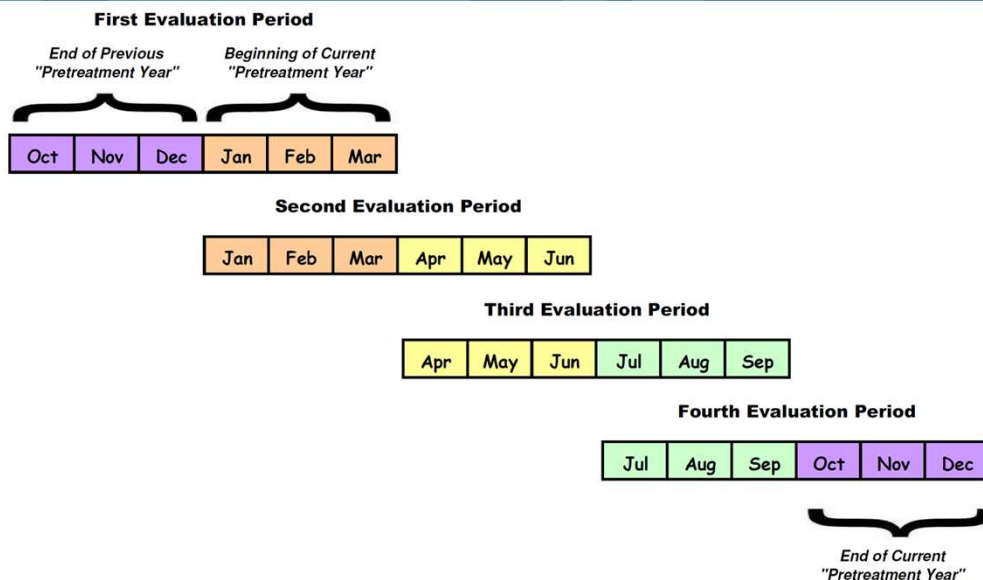 First Evaluation Period
End of Previous
"Pretreatment Year"
Beginning of Current
"Pretreatment Year"
Oct Nov Dec Jan Feb Mar
Second Evaluation Period
Jan Feb Mar Apr May Jun
Third Evaluation Period
Apr May Jun Jul Aug Sep
Fourth Evaluation Period
Jul Aug Sep Oct Nov Dec
End of Current
"Pretreatment Year"